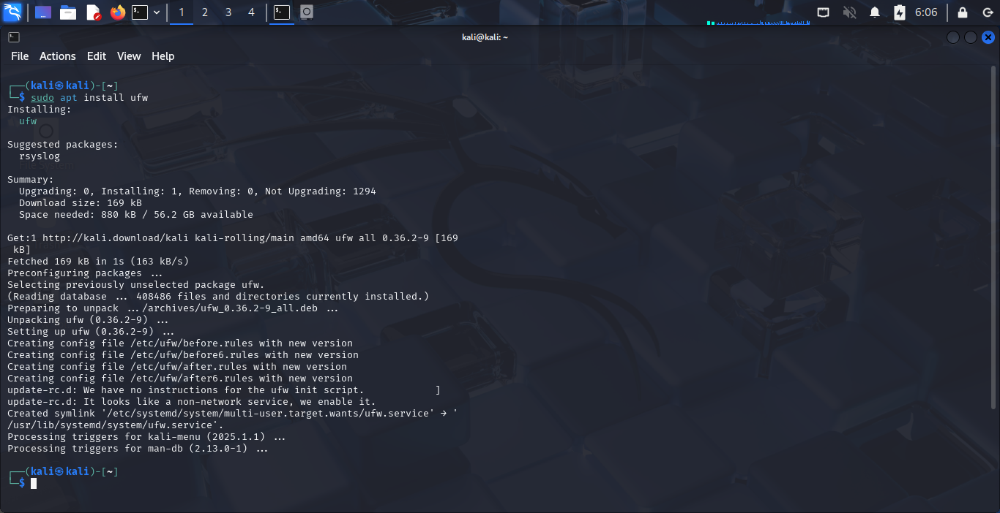 1 2 3 4 6:06
kali@kali: ~
File Actions Edit View Help
┌──(kali㉿kali)-[~]
└─$ sudo apt install ufw
Installing:
  ufw
Suggested packages:
  rsyslog
File System
Summary:
  Upgrading: 0, Installing: 1, Removing: 0, Not Upgrading: 1294
  Download size: 169 kB
  Space needed: 880 kB / 56.2 GB available
Get:1 http://kali.download/kali kali-rolling/main amd64 ufw all 0.36.2-9 [169
 kB]
Trash
Fetched 169 kB in 1s (163 kB/s)
Preconfiguring packages ...
Selecting previously unselected package ufw.
(Reading database ... 408486 files and directories currently installed.)
Preparing to unpack .../archives/ufw_0.36.2-9_all.deb ...
Unpacking ufw (0.36.2-9) ...
Setting up ufw (0.36.2-9) ...
Creating config file /etc/ufw/before.rules with new version
Creating config file /etc/ufw/before6.rules with new version
Creating config file /etc/ufw/after.rules with new version
Creating config file /etc/ufw/after6.rules with new version
update-rc.d: We have no instructions for the ufw init script.            ]
update-rc.d: It looks like a non-network service, we enable it.
Created symlink '/etc/systemd/system/multi-user.target.wants/ufw.service' → '
/usr/lib/systemd/system/ufw.service'.
Processing triggers for kali-menu (2025.1.1) ...
Processing triggers for man-db (2.13.0-1) ...
┌──(kali㉿kali)-[~]
└─$